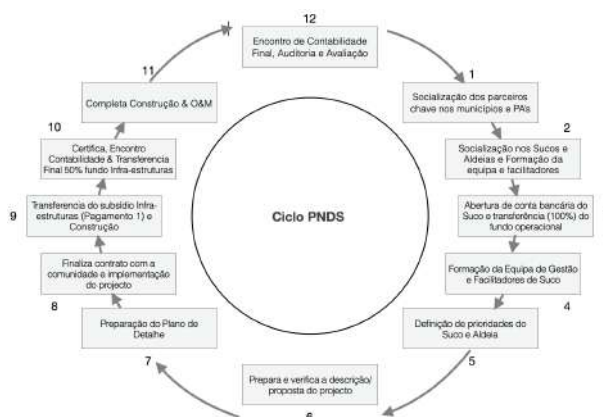 12
Encontro de Contabilidade
Final, Auditoria e Avaliação
1
Socialização dos parceiros
chave nos municípios e PA's
2
Socialização nos Sucos e
Aldeias e Formação da
equipa e facilitadores
Abertura de conta bancária do
Suco e transferência (100%) do
fundo operacional
Formação da Equipa de Gestão
e Facilitadores de Suco
4
Definição de prioridades do
Suco e Aldeia
5
Prepara e verifica a descrição/
proposta do projecto
6
Preparação do Plano de
Detalhe
7
Finaliza contrato com a
comunidade e implementação
do projecto
8
Transferencia do subsídio Infra-
estruturas (Pagamento 1) e
Construção
9
Certifica, Encontro
Contabilidade & Transferencia
Final 50% fundo Infra-estruturas
10
Completa Construção & O&M
11
Ciclo PNDS